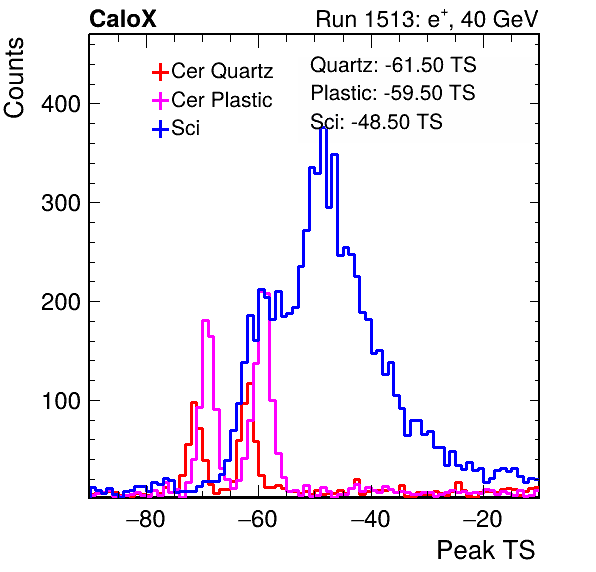 CaloX Run 1513: e⁺, 40 GeV
Counts
Cer Quartz
Cer Plastic
Sci
Quartz: -61.50 TS
Plastic: -59.50 TS
Sci: -48.50 TS
400
300
200
100
−80 −60 −40 −20
Peak TS